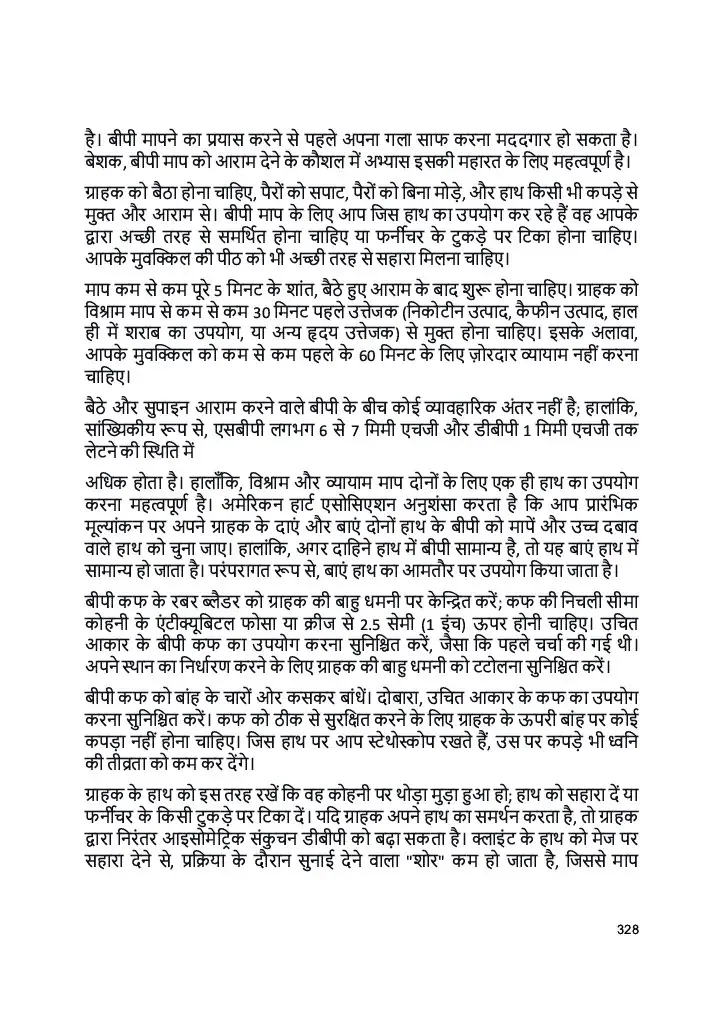 है। बीपी मापने का प्रयास करने से पहले अपना गला साफ करना मददगार हो सकता है।
बेशक, बीपी माप को आराम देने के कौशल में अभ्यास इसकी महारत के लिए महत्वपूर्ण है।
ग्राहक को बैठा होना चाहिए, पैरों को सपाट, पैरों को बिना मोड़े, और हाथ किसी भी कपड़े से
मुक्त और आराम से। बीपी माप के लिए आप जिस हाथ का उपयोग कर रहे हैं वह आपके
द्वारा अच्छी तरह से समर्थित होना चाहिए या फर्नीचर के टुकड़े पर टिका होना चाहिए।
आपके मुवक्किल की पीठ को भी अच्छी तरह से सहारा मिलना चाहिए।
माप कम से कम पूरे 5 मिनट के शांत, बैठे हुए आराम के बाद शुरू होना चाहिए। ग्राहक को
विश्राम माप से कम से कम 30 मिनट पहले उत्तेजक (निकोटीन उत्पाद, कैफीन उत्पाद, हाल
ही में शराब का उपयोग, या अन्य हृदय उत्तेजक) से मुक्त होना चाहिए। इसके अलावा,
आपके मुवक्किल को कम से कम पहले के 60 मिनट के लिए ज़ोरदार व्यायाम नहीं करना
चाहिए।
बैठे और सुपाइन आराम करने वाले बीपी के बीच कोई व्यावहारिक अंतर नहीं है; हालांकि,
सांख्यिकीय रूप से, एसबीपी लगभग 6 से 7 मिमी एचजी और डीबीपी 1 मिमी एचजी तक
लेटने की स्थिति में
अधिक होता है। हालाँकि, विश्राम और व्यायाम माप दोनों के लिए एक ही हाथ का उपयोग
करना महत्वपूर्ण है। अमेरिकन हार्ट एसोसिएशन अनुशंसा करता है कि आप प्रारंभिक
मूल्यांकन पर अपने ग्राहक के दाएं और बाएं दोनों हाथ के बीपी को मापें और उच्च दबाव
वाले हाथ को चुना जाए। हालांकि, अगर दाहिने हाथ में बीपी सामान्य है, तो यह बाएं हाथ में
सामान्य हो जाता है। परंपरागत रूप से, बाएं हाथ का आमतौर पर उपयोग किया जाता है।
बीपी कफ के रबर ब्लैडर को ग्राहक की बाहु धमनी पर केन्द्रित करें; कफ की निचली सीमा
कोहनी के एंटीक्यूबिटल फोसा या क्रीज से 2.5 सेमी (1 इंच) ऊपर होनी चाहिए। उचित
आकार के बीपी कफ का उपयोग करना सुनिश्चित करें, जैसा कि पहले चर्चा की गई थी।
अपने स्थान का निर्धारण करने के लिए ग्राहक की बाहु धमनी को टटोलना सुनिश्चित करें।
बीपी कफ को बांह के चारों ओर कसकर बांधें। दोबारा, उचित आकार के कफ का उपयोग
करना सुनिश्चित करें। कफ को ठीक से सुरक्षित करने के लिए ग्राहक के ऊपरी बांह पर कोई
कपड़ा नहीं होना चाहिए। जिस हाथ पर आप स्टेथोस्कोप रखते हैं, उस पर कपड़े भी ध्वनि
की तीव्रता को कम कर देंगे।
ग्राहक के हाथ को इस तरह रखें कि वह कोहनी पर थोड़ा मुड़ा हुआ हो; हाथ को सहारा दें या
फर्नीचर के किसी टुकड़े पर टिका दें। यदि ग्राहक अपने हाथ का समर्थन करता है, तो ग्राहक
द्वारा निरंतर आइसोमेट्रिक संकुचन डीबीपी को बढ़ा सकता है। क्लाइंट के हाथ को मेज पर
सहारा देने से, प्रक्रिया के दौरान सुनाई देने वाला "शोर" कम हो जाता है, जिससे माप
328